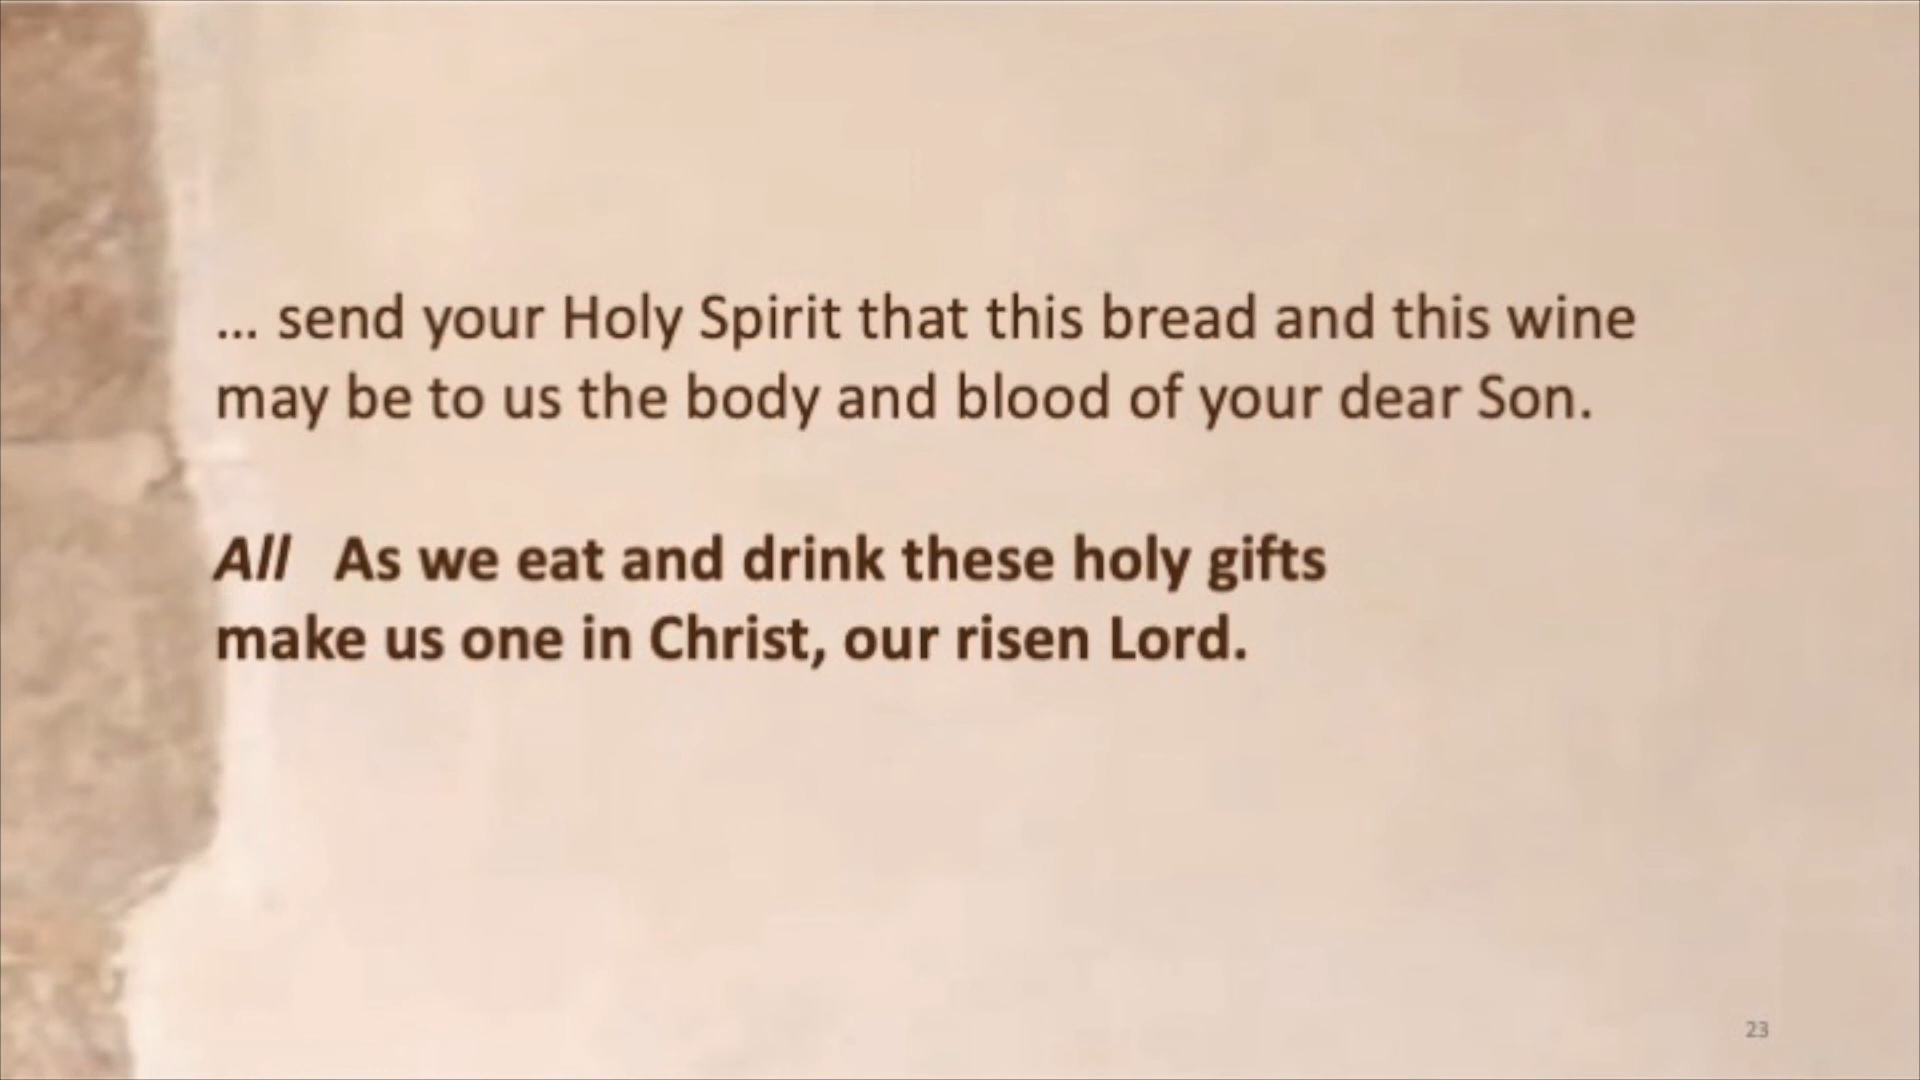 ... send your Holy Spirit that this bread and this wine
may be to us the body and blood of your dear Son.
All As we eat and drink these holy gifts
make us one in Christ, our risen Lord.
23